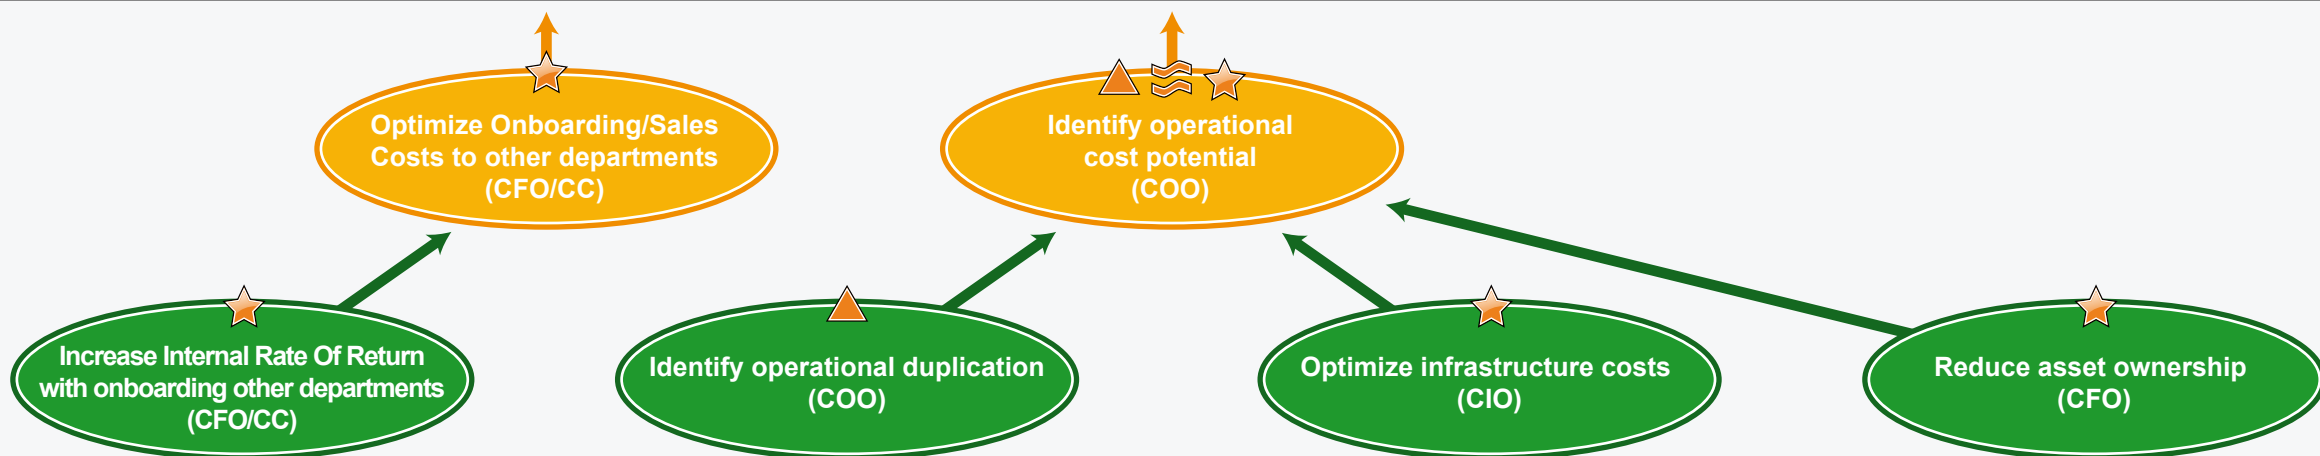 Optimize Onboarding/Sales
Costs to other departments
(CFO/CC)
Identify operational
cost potential
(COO)
Increase Internal Rate Of Return
with onboarding other departments
(CFO/CC)
Identify operational duplication
(COO)
Optimize infrastructure costs
(CIO)
Reduce asset ownership
(CFO)